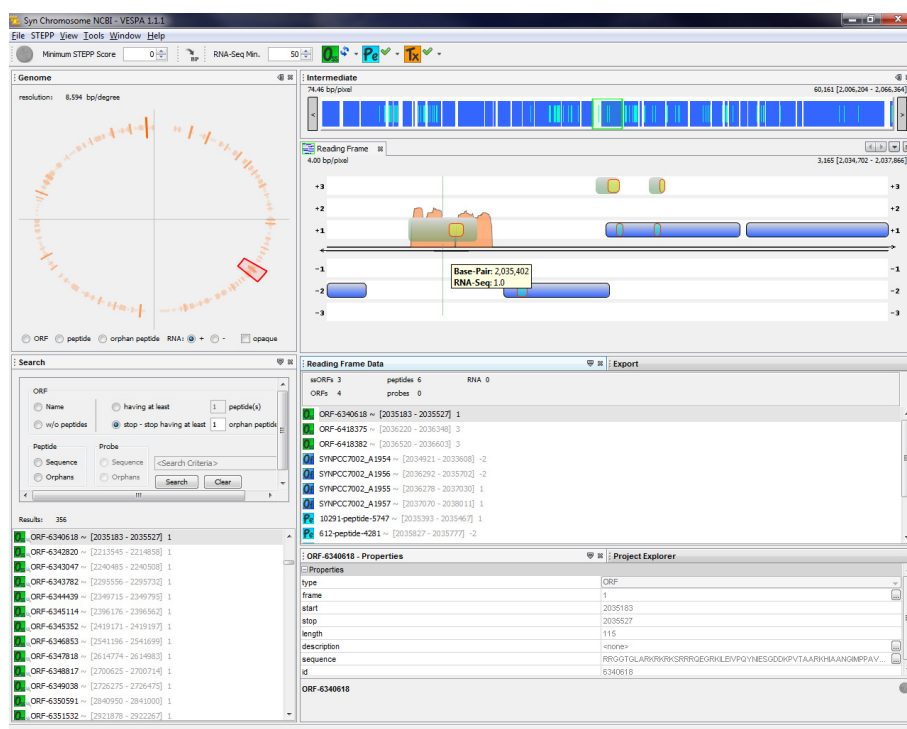 Syn Chromosome NCBI - VESPA 1.1.1
File STEPP View Tools Window Help
Minimum STEPP Score 0 BP RNA-Seq Min. 50 Pe Tx
Genome
resolution: 8,594 bp/degree
ORF peptide orphan peptide RNA: + - opaque
Intermediate
74.46 bp/pixel 60,161 [2,006,204 - 2,066,364]
Reading Frame
4.00 bp/pixel 3,165 [2,034,702 - 2,037,866]
+3 +3
+2 +2
+1 +1
-1 -1
Base-Pair: 2,035,402
RNA-Seq: 1.0
-2 -2
-3 -3
Search
ORF
Name having at least 1 peptide(s)
w/o peptides stop - stop having at least 1 orphan peptide
Peptide Probe
Sequence Sequence <Search Criteria>
Orphans Orphans Search Clear
Results: 356
ORF-6340618 ~ [2035183 - 2035527] 1
ORF-6342820 ~ [2213545 - 2214858] 1
ORF-6343047 ~ [2240485 - 2240508] 1
ORF-6343782 ~ [2295556 - 2295732] 1
ORF-6344439 ~ [2349715 - 2349795] 1
ORF-6345114 ~ [2396176 - 2396562] 1
ORF-6345352 ~ [2419171 - 2419197] 1
ORF-6346853 ~ [2541196 - 2541699] 1
ORF-6347818 ~ [2614774 - 2614983] 1
ORF-6348817 ~ [2700625 - 2700714] 1
ORF-6349038 ~ [2726275 - 2726475] 1
ORF-6350591 ~ [2840950 - 2841000] 1
ORF-6351532 ~ [2921878 - 2922267] 1
Reading Frame Data Export
ssORFs 3 peptides 6 RNA 0
ORFs 4 probes 0
ORF-6340618 ~ [2035183 - 2035527] 1
ORF-6418375 ~ [2036220 - 2036348] 3
ORF-6418382 ~ [2036520 - 2036603] 3
SYNPCC7002_A1954 ~ [2034921 - 2033608] -2
SYNPCC7002_A1956 ~ [2036292 - 2035702] -2
SYNPCC7002_A1955 ~ [2036278 - 2037030] 1
SYNPCC7002_A1957 ~ [2037070 - 2038011] 1
Pe 10291-peptide-5747 ~ [2035393 - 2035467] 1
Pe 612-peptide-4281 ~ [2035827 - 2035777] -2
ORF-6340618 - Properties Project Explorer
Properties
type ORF
frame 1
start 2035183
stop 2035527
length 115
description <none>
sequence RRGGTGLARKRKRKSRRRQEGRKILEIVPQYNIESGDDKPVTAARKHIAANGIMPPAV...
id 6340618
ORF-6340618